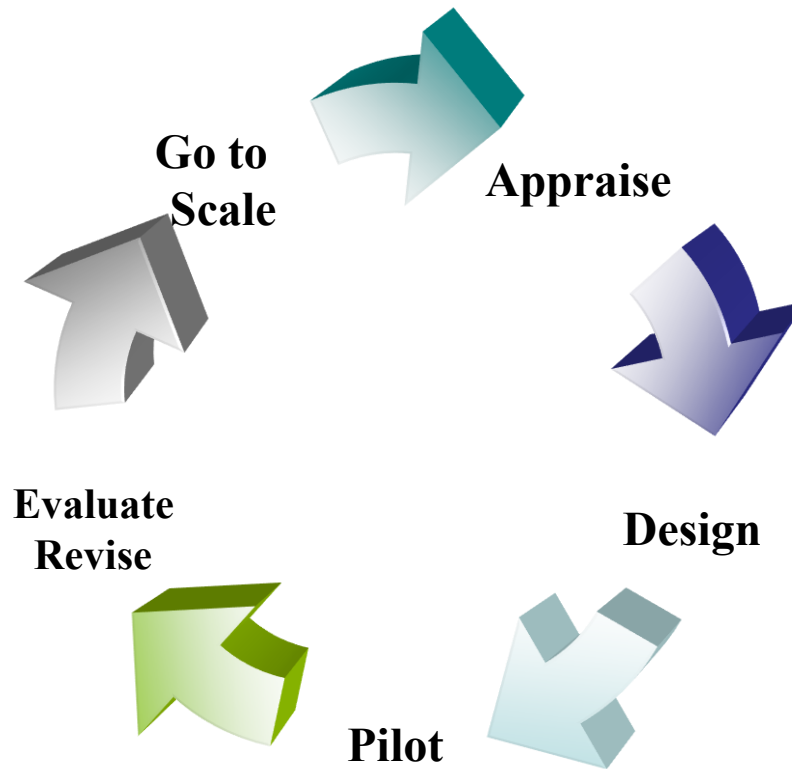 Go to
Scale
Appraise
Evaluate
Revise
Design
Pilot